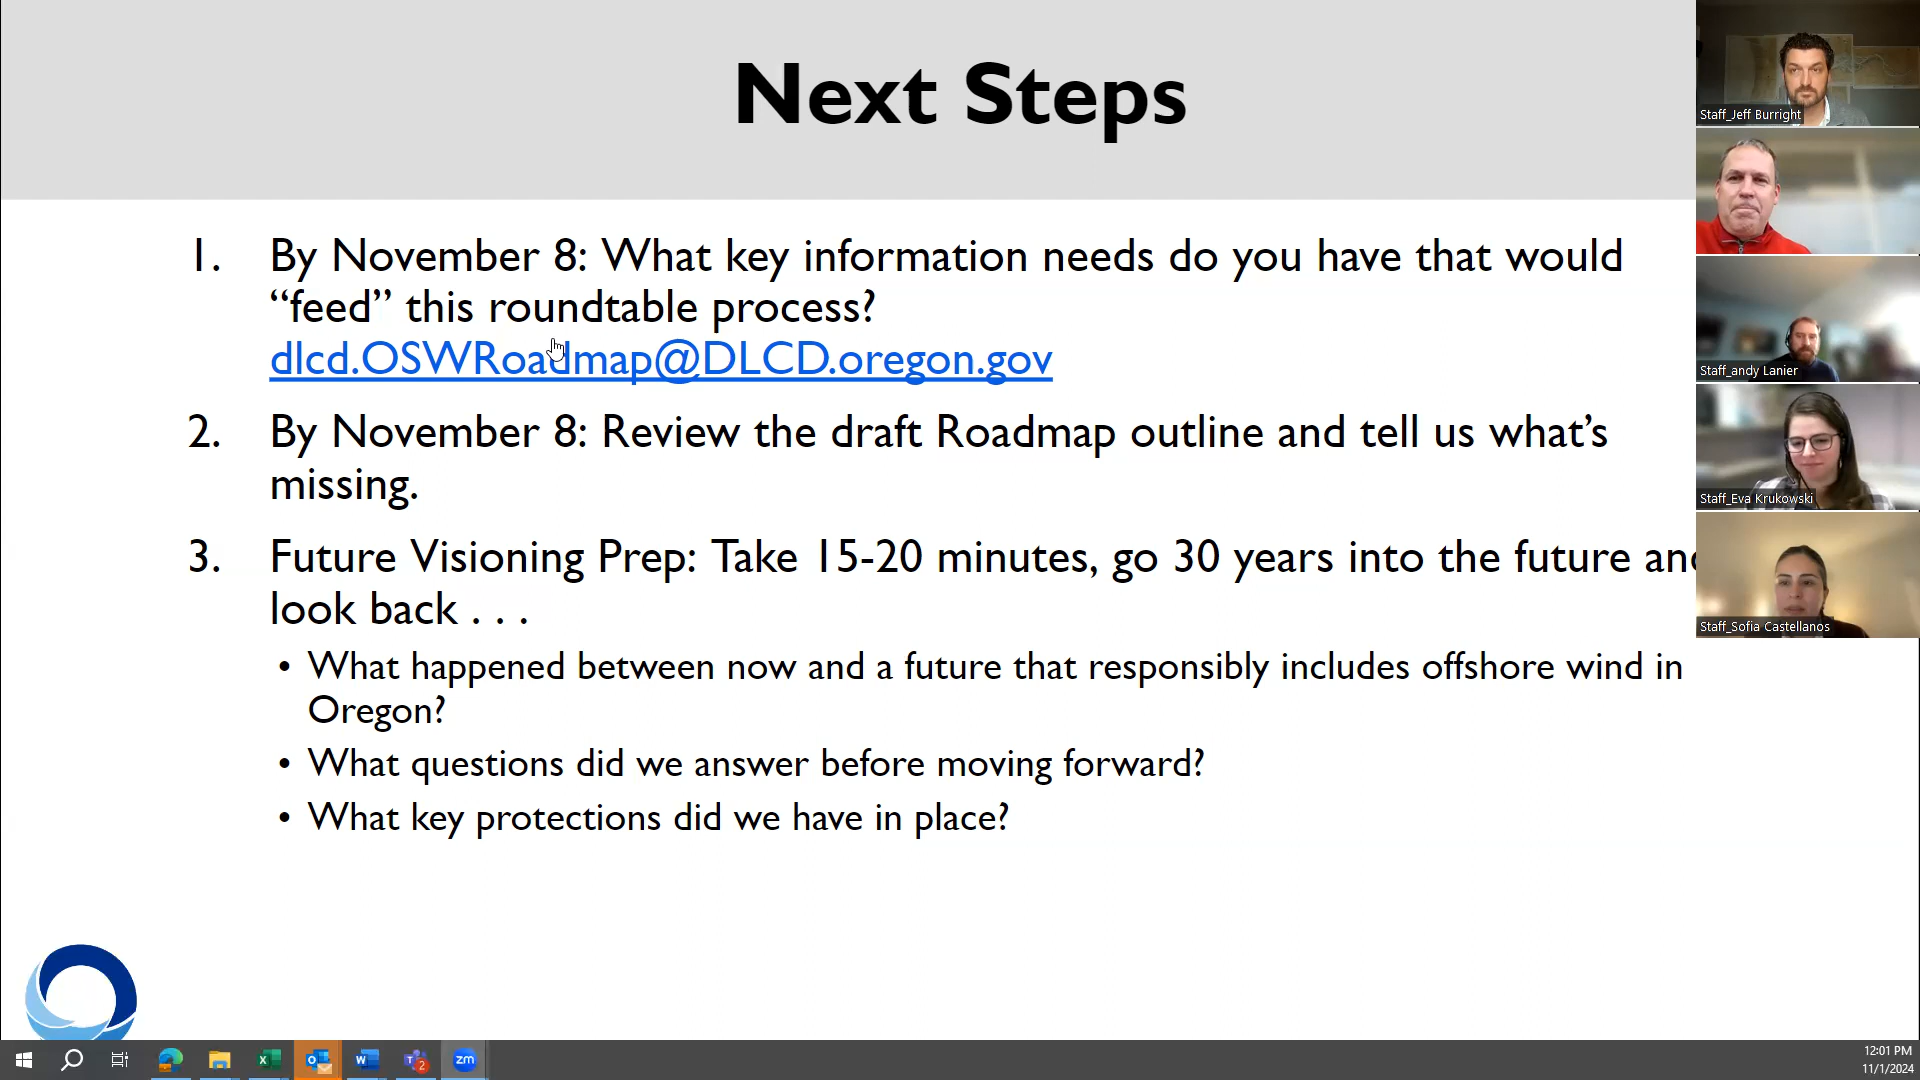 Next Steps
1. By November 8: What key information needs do you have that would
“feed” this roundtable process?
dlcd.OSWRoadmap@DLCD.oregon.gov
2. By November 8: Review the draft Roadmap outline and tell us what’s
missing.
3. Future Visioning Prep: Take 15-20 minutes, go 30 years into the future and
look back . . .
• What happened between now and a future that responsibly includes offshore wind in
Oregon?
• What questions did we answer before moving forward?
• What key protections did we have in place?
Staff_Jeff Burright
Staff_andy Lanier
Staff_Eva Krukowski
Staff_Sofia Castellanos
zm
2
12:01 PM
11/1/2024